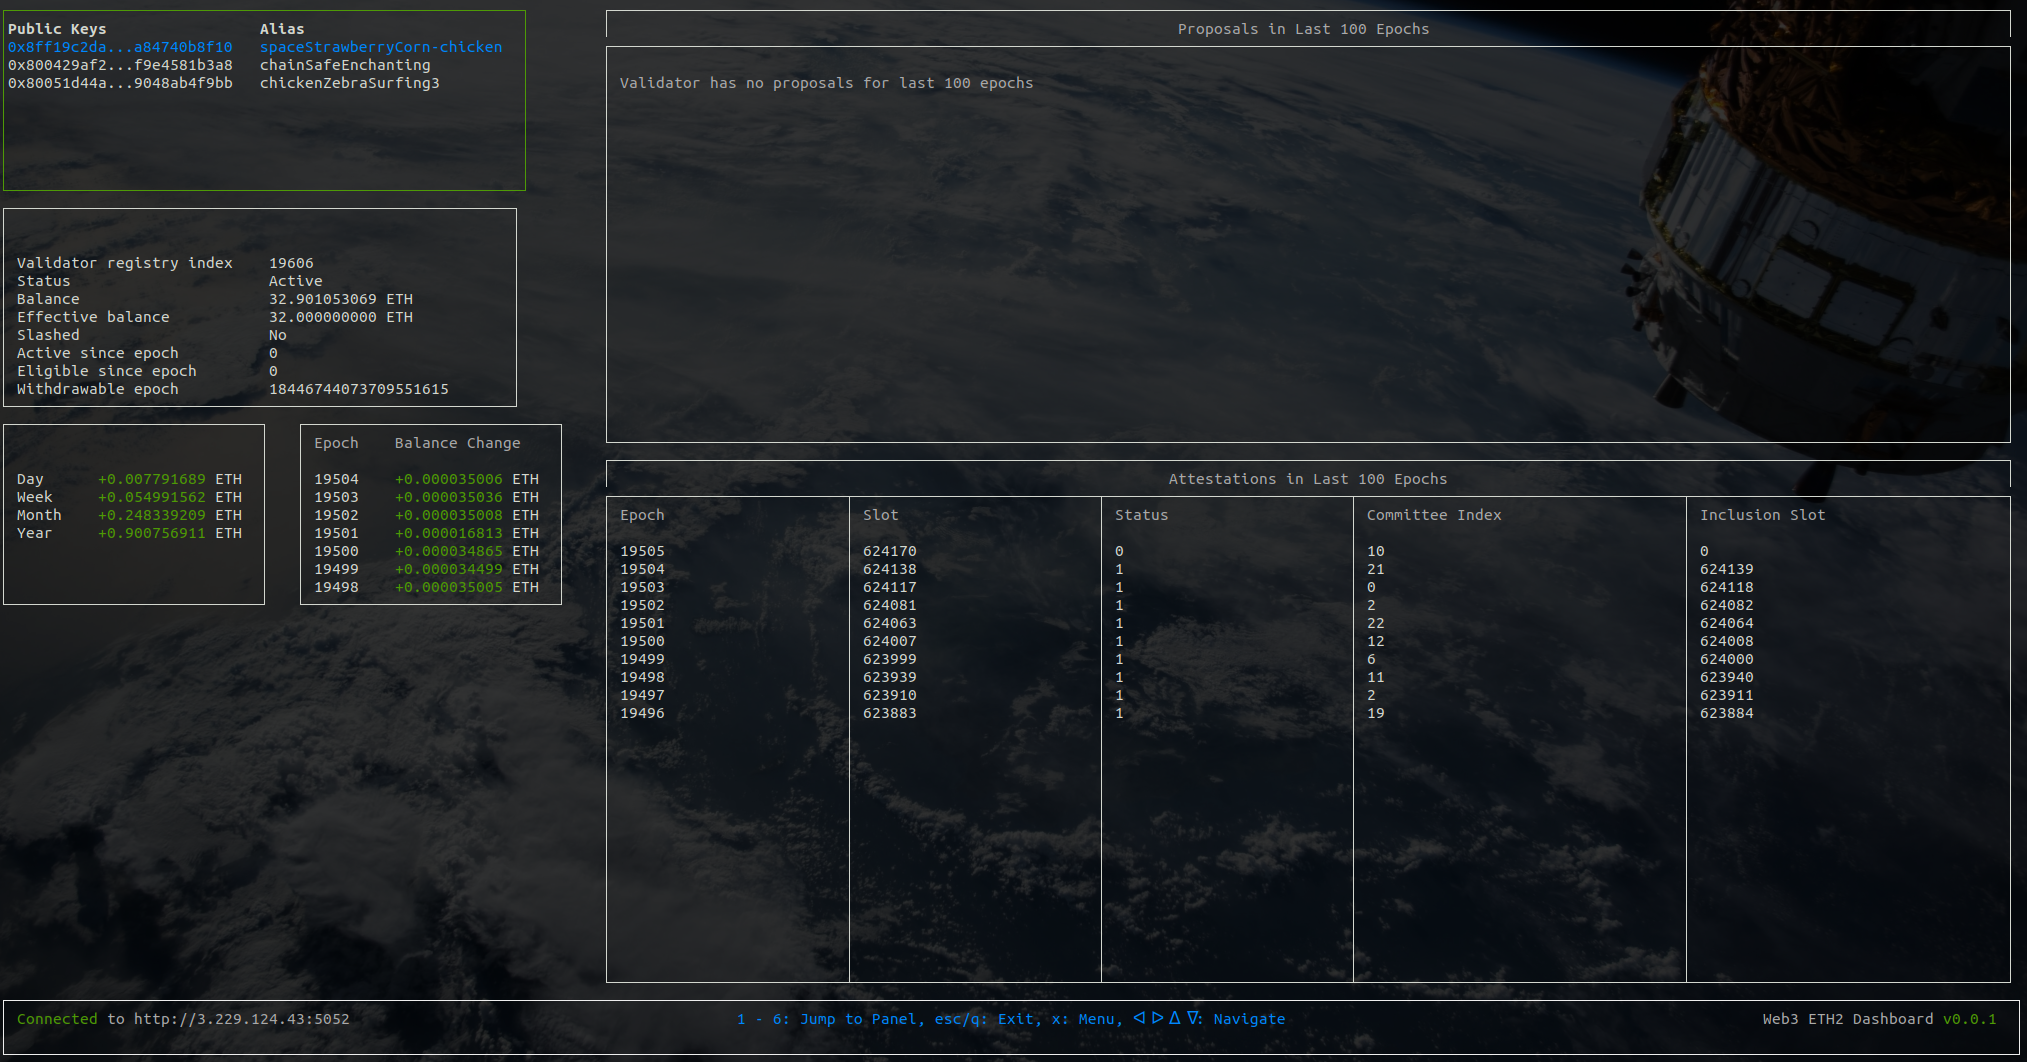 Public Keys Alias
0x8ff19c2da...a84740b8f10 spaceStrawberryCorn-chicken
0x800429af2...f9e4581b3a8 chainSafeEnchanting
0x80051d44a...9048ab4f9bb chickenZebraSurfing3
Validator registry index 19606
Status Active
Balance 32.901053069 ETH
Effective balance 32.000000000 ETH
Slashed No
Active since epoch 0
Eligible since epoch 0
Withdrawable epoch 18446744073709551615
Day +0.007791689 ETH
Week +0.054991562 ETH
Month +0.248339209 ETH
Year +0.900756911 ETH
Epoch Balance Change
19504 +0.000035006 ETH
19503 +0.000035036 ETH
19502 +0.000035008 ETH
19501 +0.000016813 ETH
19500 +0.000034865 ETH
19499 +0.000034499 ETH
19498 +0.000035005 ETH
Proposals in Last 100 Epochs
Validator has no proposals for last 100 epochs
Attestations in Last 100 Epochs
Epoch Slot Status Committee Index Inclusion Slot
19505 624170 0 10 0
19504 624138 1 21 624139
19503 624117 1 0 624118
19502 624081 1 2 624082
19501 624063 1 22 624064
19500 624007 1 12 624008
19499 623999 1 6 624000
19498 623939 1 11 623940
19497 623910 1 2 623911
19496 623883 1 19 623884
Connected to http://3.229.124.43:5052
1 - 6: Jump to Panel, esc/q: Exit, x: Menu, ᐊ ᐅ ᐃ ᐁ: Navigate
Web3 ETH2 Dashboard v0.0.1